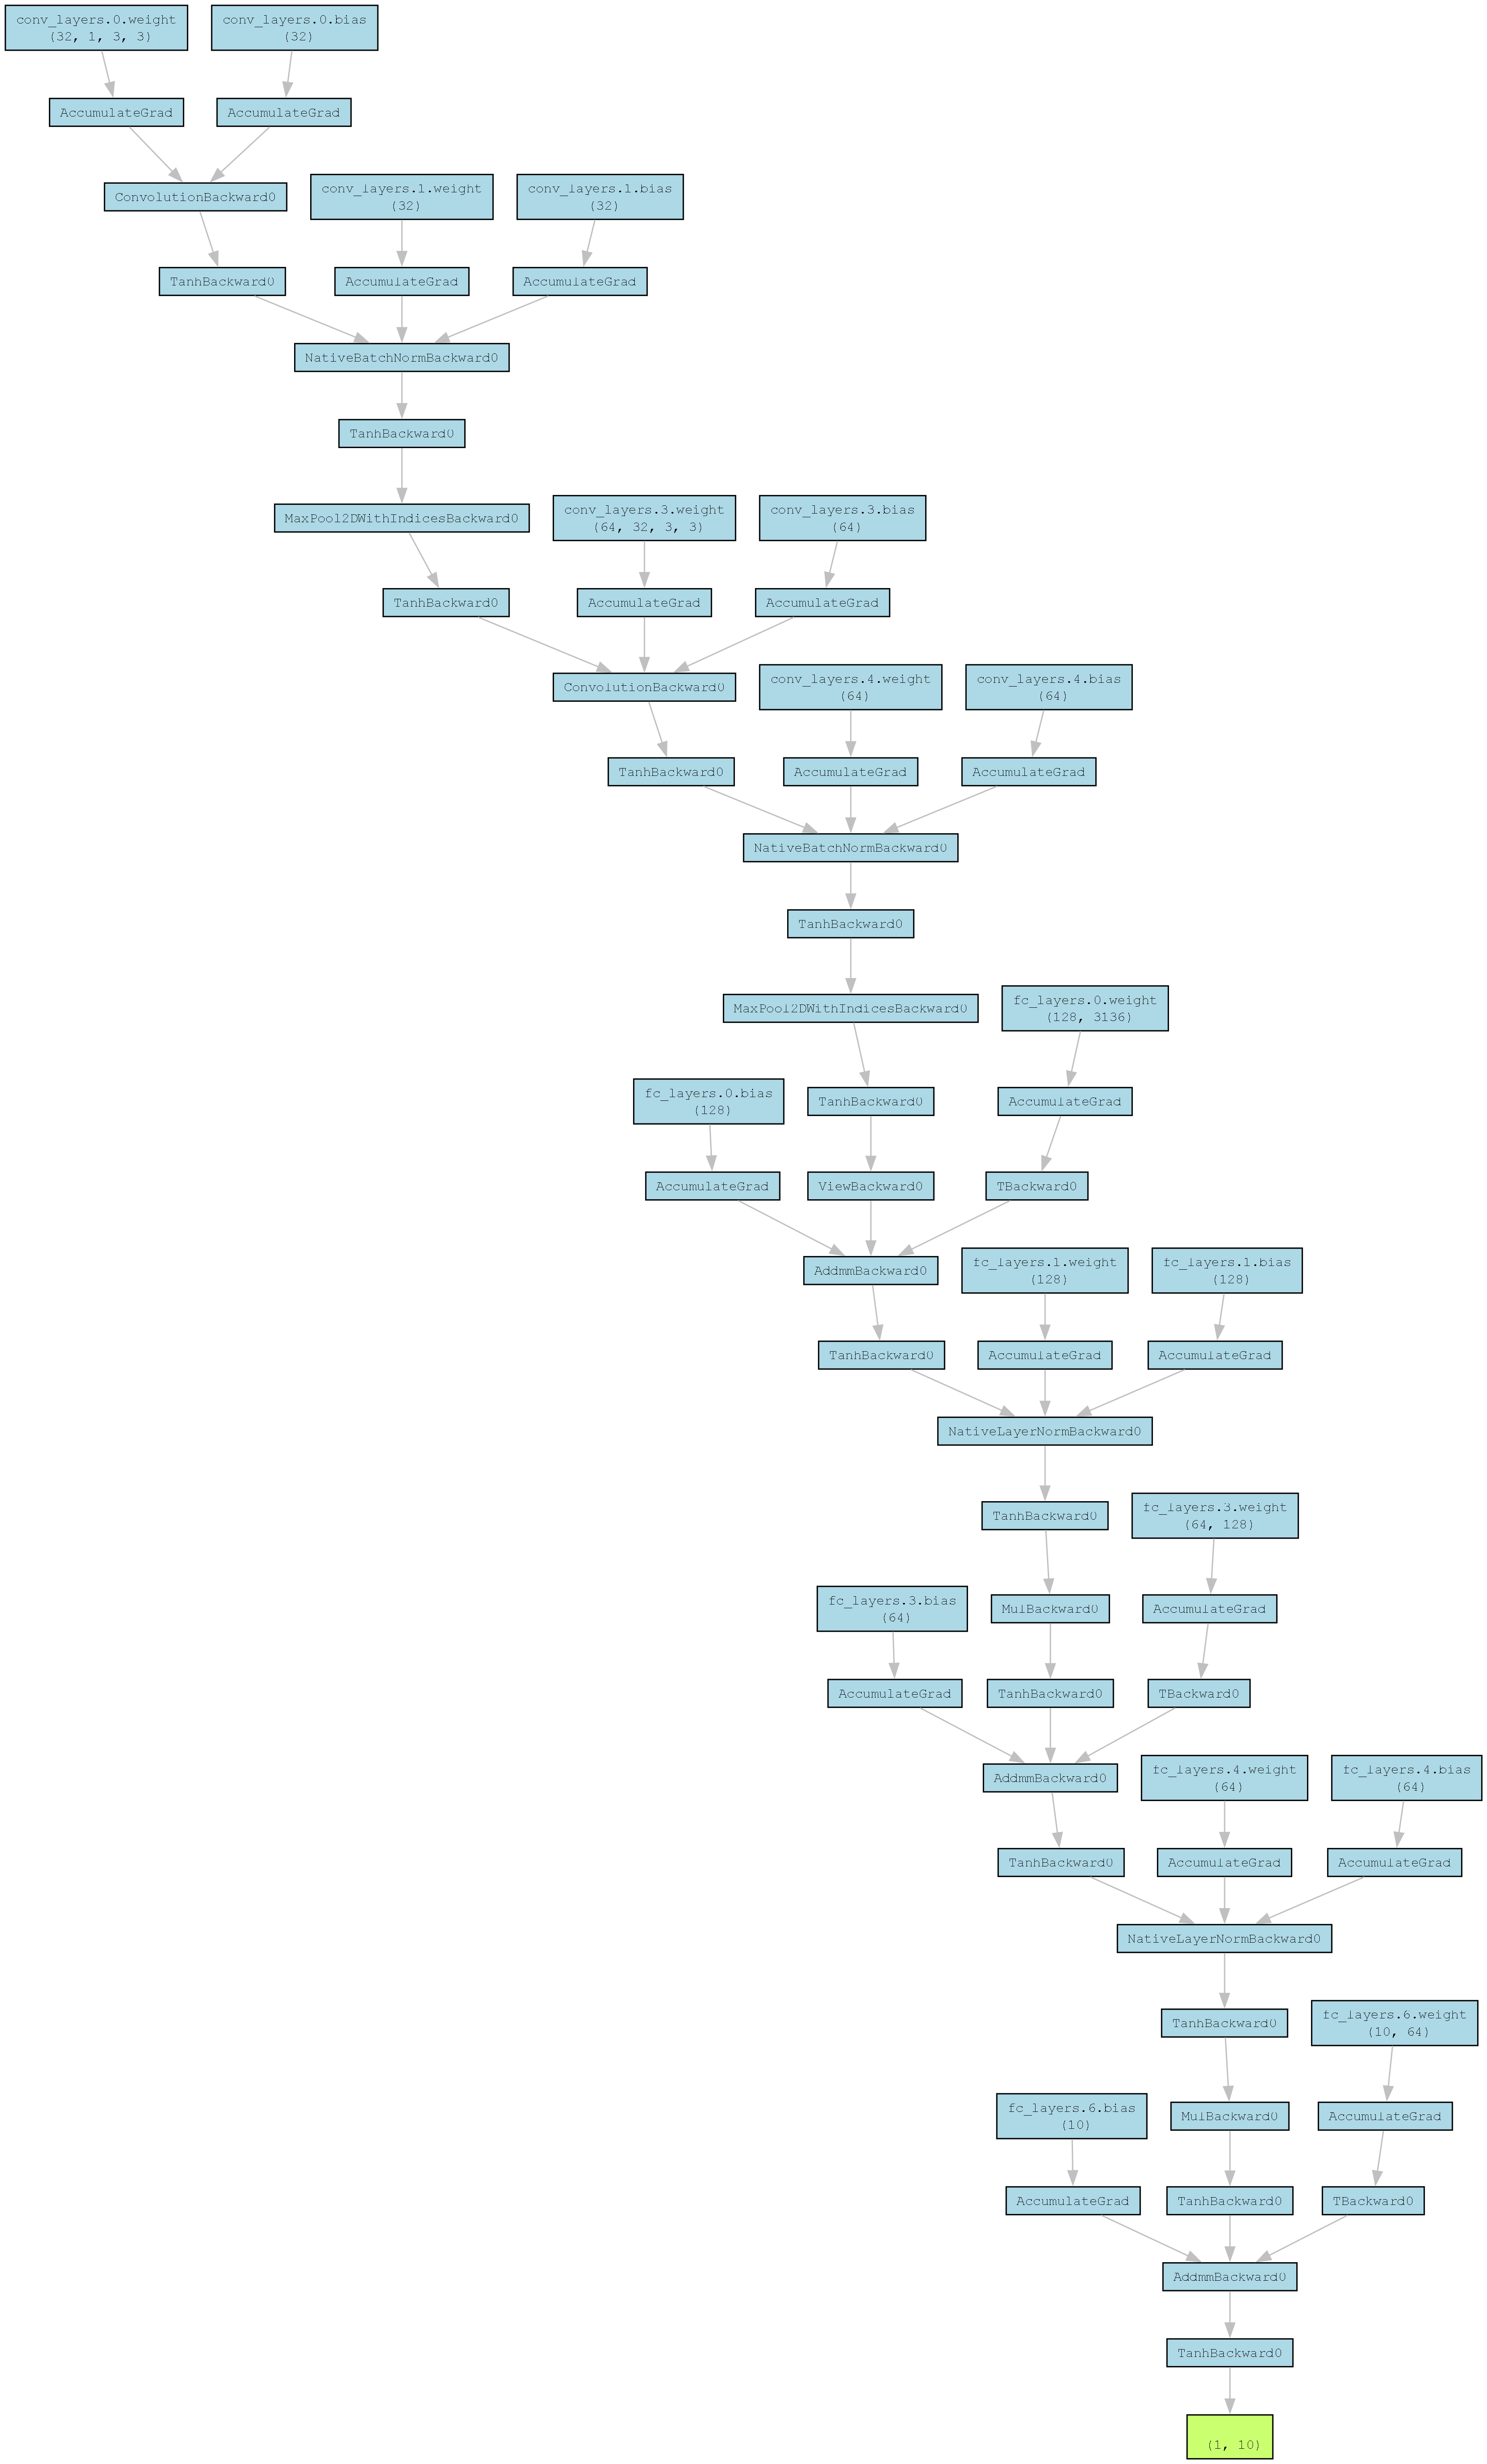 conv_layers.0.weight
(32, 1, 3, 3)
conv_layers.0.bias
(32)
AccumulateGrad
AccumulateGrad
ConvolutionBackward0
conv_layers.1.weight
(32)
conv_layers.1.bias
(32)
TanhBackward0
AccumulateGrad
AccumulateGrad
NativeBatchNormBackward0
TanhBackward0
MaxPool2DWithIndicesBackward0
conv_layers.3.weight
(64, 32, 3, 3)
conv_layers.3.bias
(64)
TanhBackward0
AccumulateGrad
AccumulateGrad
ConvolutionBackward0
conv_layers.4.weight
(64)
conv_layers.4.bias
(64)
TanhBackward0
AccumulateGrad
AccumulateGrad
NativeBatchNormBackward0
TanhBackward0
MaxPool2DWithIndicesBackward0
fc_layers.0.weight
(128, 3136)
fc_layers.0.bias
(128)
TanhBackward0
AccumulateGrad
AccumulateGrad
ViewBackward0
TBackward0
AddmmBackward0
fc_layers.1.weight
(128)
fc_layers.1.bias
(128)
TanhBackward0
AccumulateGrad
AccumulateGrad
NativeLayerNormBackward0
TanhBackward0
fc_layers.3.weight
(64, 128)
fc_layers.3.bias
(64)
MulBackward0
AccumulateGrad
AccumulateGrad
TanhBackward0
TBackward0
AddmmBackward0
fc_layers.4.weight
(64)
fc_layers.4.bias
(64)
TanhBackward0
AccumulateGrad
AccumulateGrad
NativeLayerNormBackward0
TanhBackward0
fc_layers.6.weight
(10, 64)
fc_layers.6.bias
(10)
MulBackward0
AccumulateGrad
AccumulateGrad
TanhBackward0
TBackward0
AddmmBackward0
TanhBackward0
(1, 10)